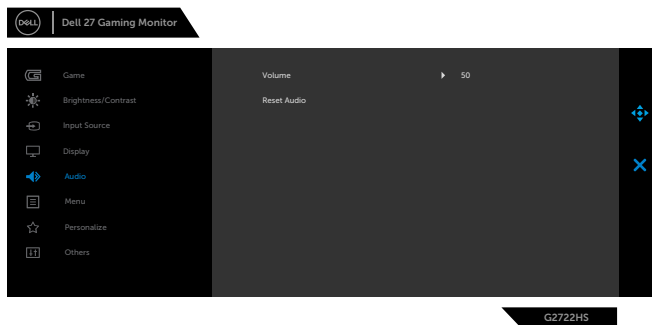 DELL
Dell 27 Gaming Monitor
Game
Volume 50
Brightness/Contrast
Reset Audio
Input Source
Display
Audio
Menu
Personalize
Others
G2722HS